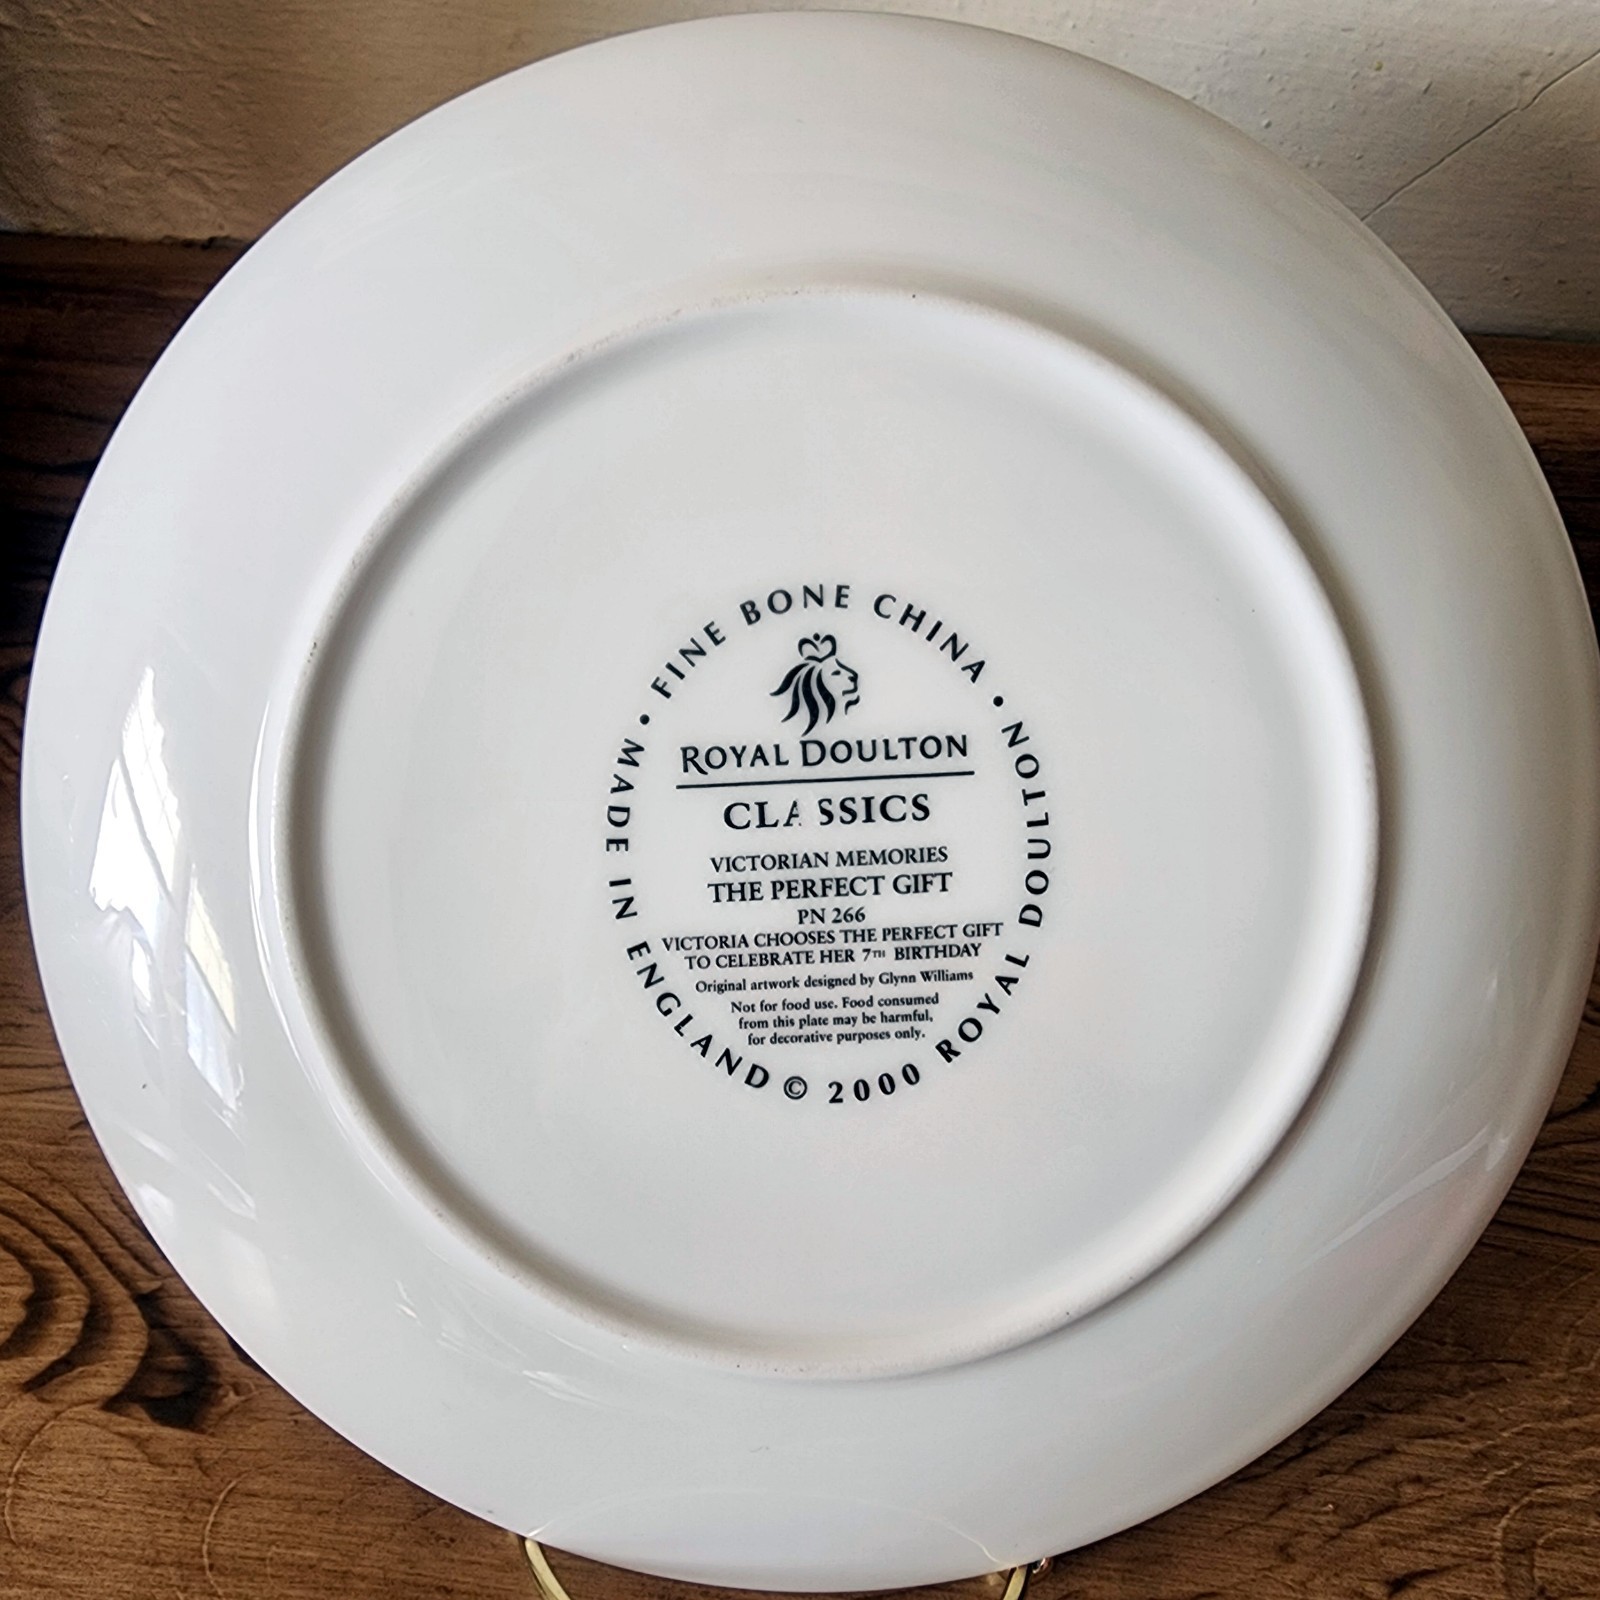 • FINE BONE CHINA •
ROYAL DOULTON
CLASSICS
VICTORIAN MEMORIES
THE PERFECT GIFT
PN 266
VICTORIA CHOOSES THE PERFECT GIFT
TO CELEBRATE HER 7TH BIRTHDAY
Original artwork designed by Glynn Williams
Not for food use. Food consumed
from this plate may be harmful,
for decorative purposes only.
MADE IN ENGLAND © 2000 ROYAL DOULTON